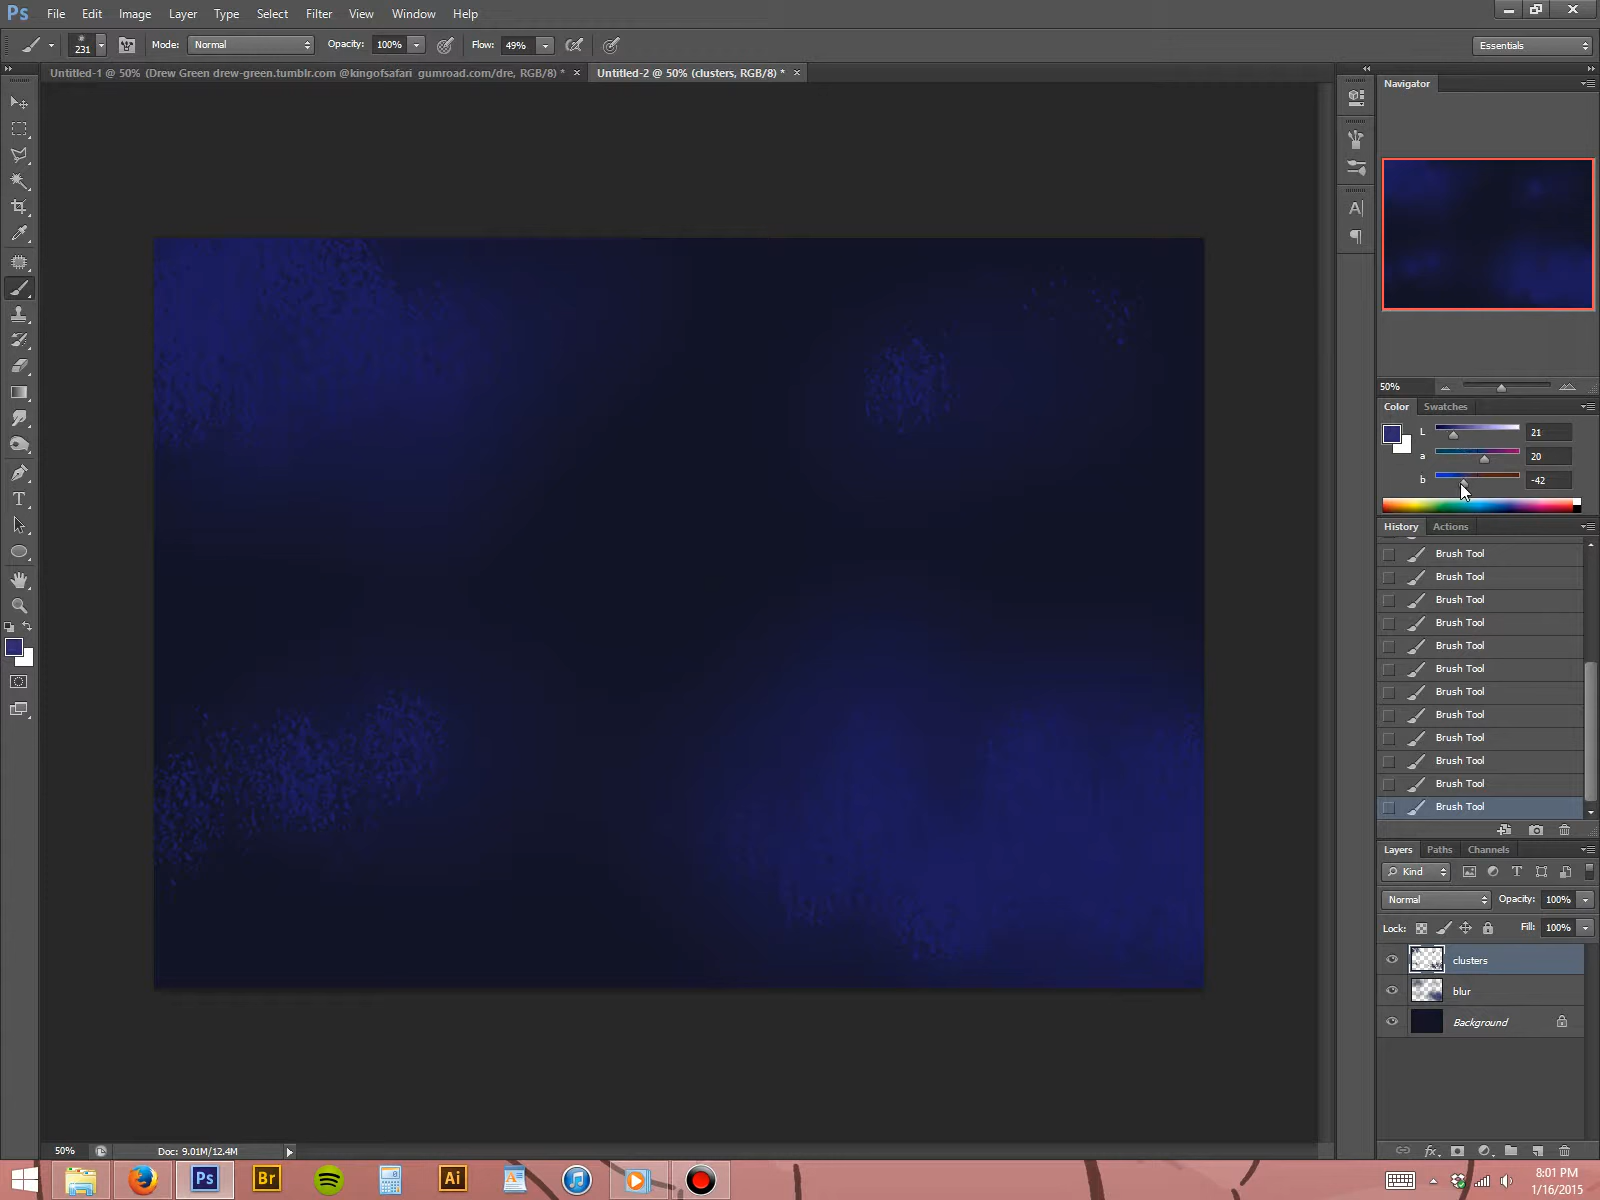 Ps File Edit Image Layer Type Select Filter View Window Help
231 Mode: Normal Opacity: 100% Flow: 49% Essentials
Untitled-1 @ 50% (Drew Green drew-green.tumblr.com @kingofsafari gumroad.com/dre, RGB/8) * × Untitled-2 @ 50% (clusters, RGB/8) * ×
Navigator
50%
Color Swatches
L 21
a 20
b -42
History Actions
Brush Tool
Brush Tool
Brush Tool
Brush Tool
Brush Tool
Brush Tool
Brush Tool
Brush Tool
Brush Tool
Brush Tool
Brush Tool
Brush Tool
Layers Paths Channels
Kind
Normal Opacity: 100%
Lock: Fill: 100%
clusters
blur
Background
fx
50% Doc: 9.01M/12.4M
Ps Br Ai
8:01 PM
1/16/2015